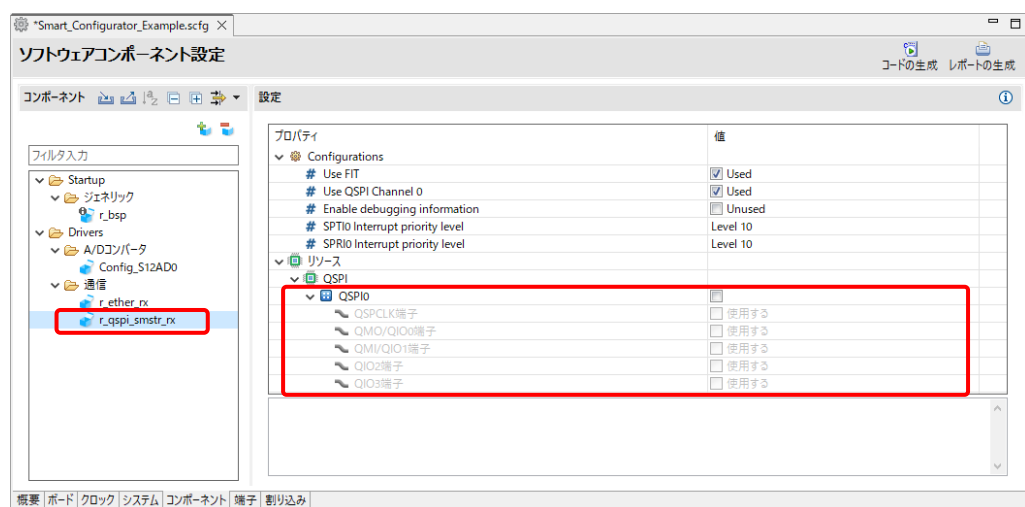 *Smart_Configurator_Example.scfg
ソフトウェアコンポーネント設定
コードの生成 レポートの生成
コンポーネント
設定
フィルタ入力
Startup
ジェネリック
r_bsp
Drivers
A/Dコンバータ
Config_S12AD0
通信
r_ether_rx
r_qspi_smstr_rx
プロパティ 値
Configurations
# Use FIT Used
# Use QSPI Channel 0 Used
# Enable debugging information Unused
# SPTI0 Interrupt priority level Level 10
# SPRI0 Interrupt priority level Level 10
リソース
QSPI
QSPI0
QSPCLK端子 使用する
QMO/QIO0端子 使用する
QMI/QIO1端子 使用する
QIO2端子 使用する
QIO3端子 使用する
概要 ボード クロック システム コンポーネント 端子 割り込み